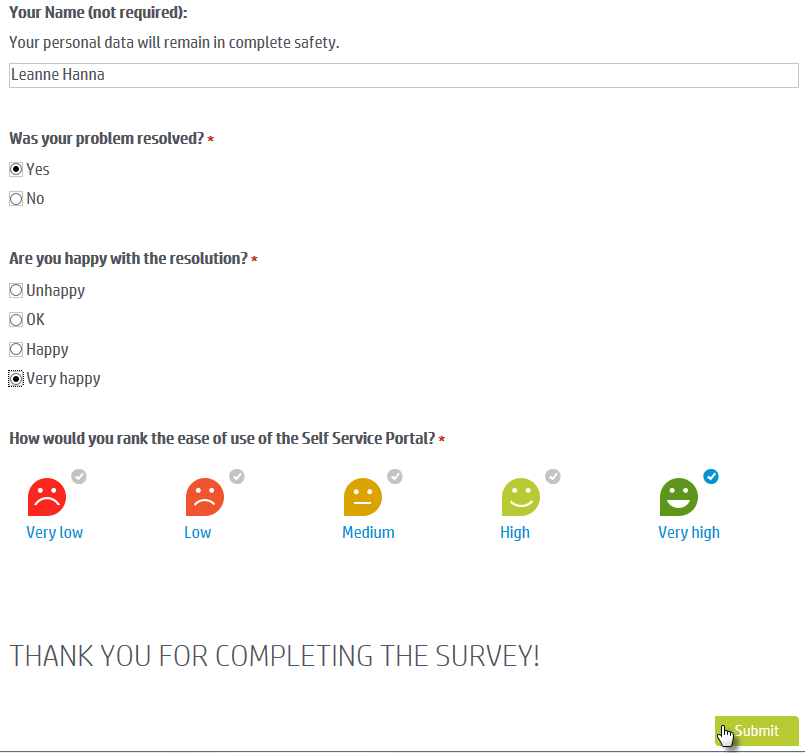 Your Name (not required):
Your personal data will remain in complete safety.
Leanne Hanna
Was your problem resolved? *
Yes
No
Are you happy with the resolution? *
Unhappy
OK
Happy
Very happy
How would you rank the ease of use of the Self Service Portal? *
Very low Low Medium High Very high
THANK YOU FOR COMPLETING THE SURVEY!
Submit